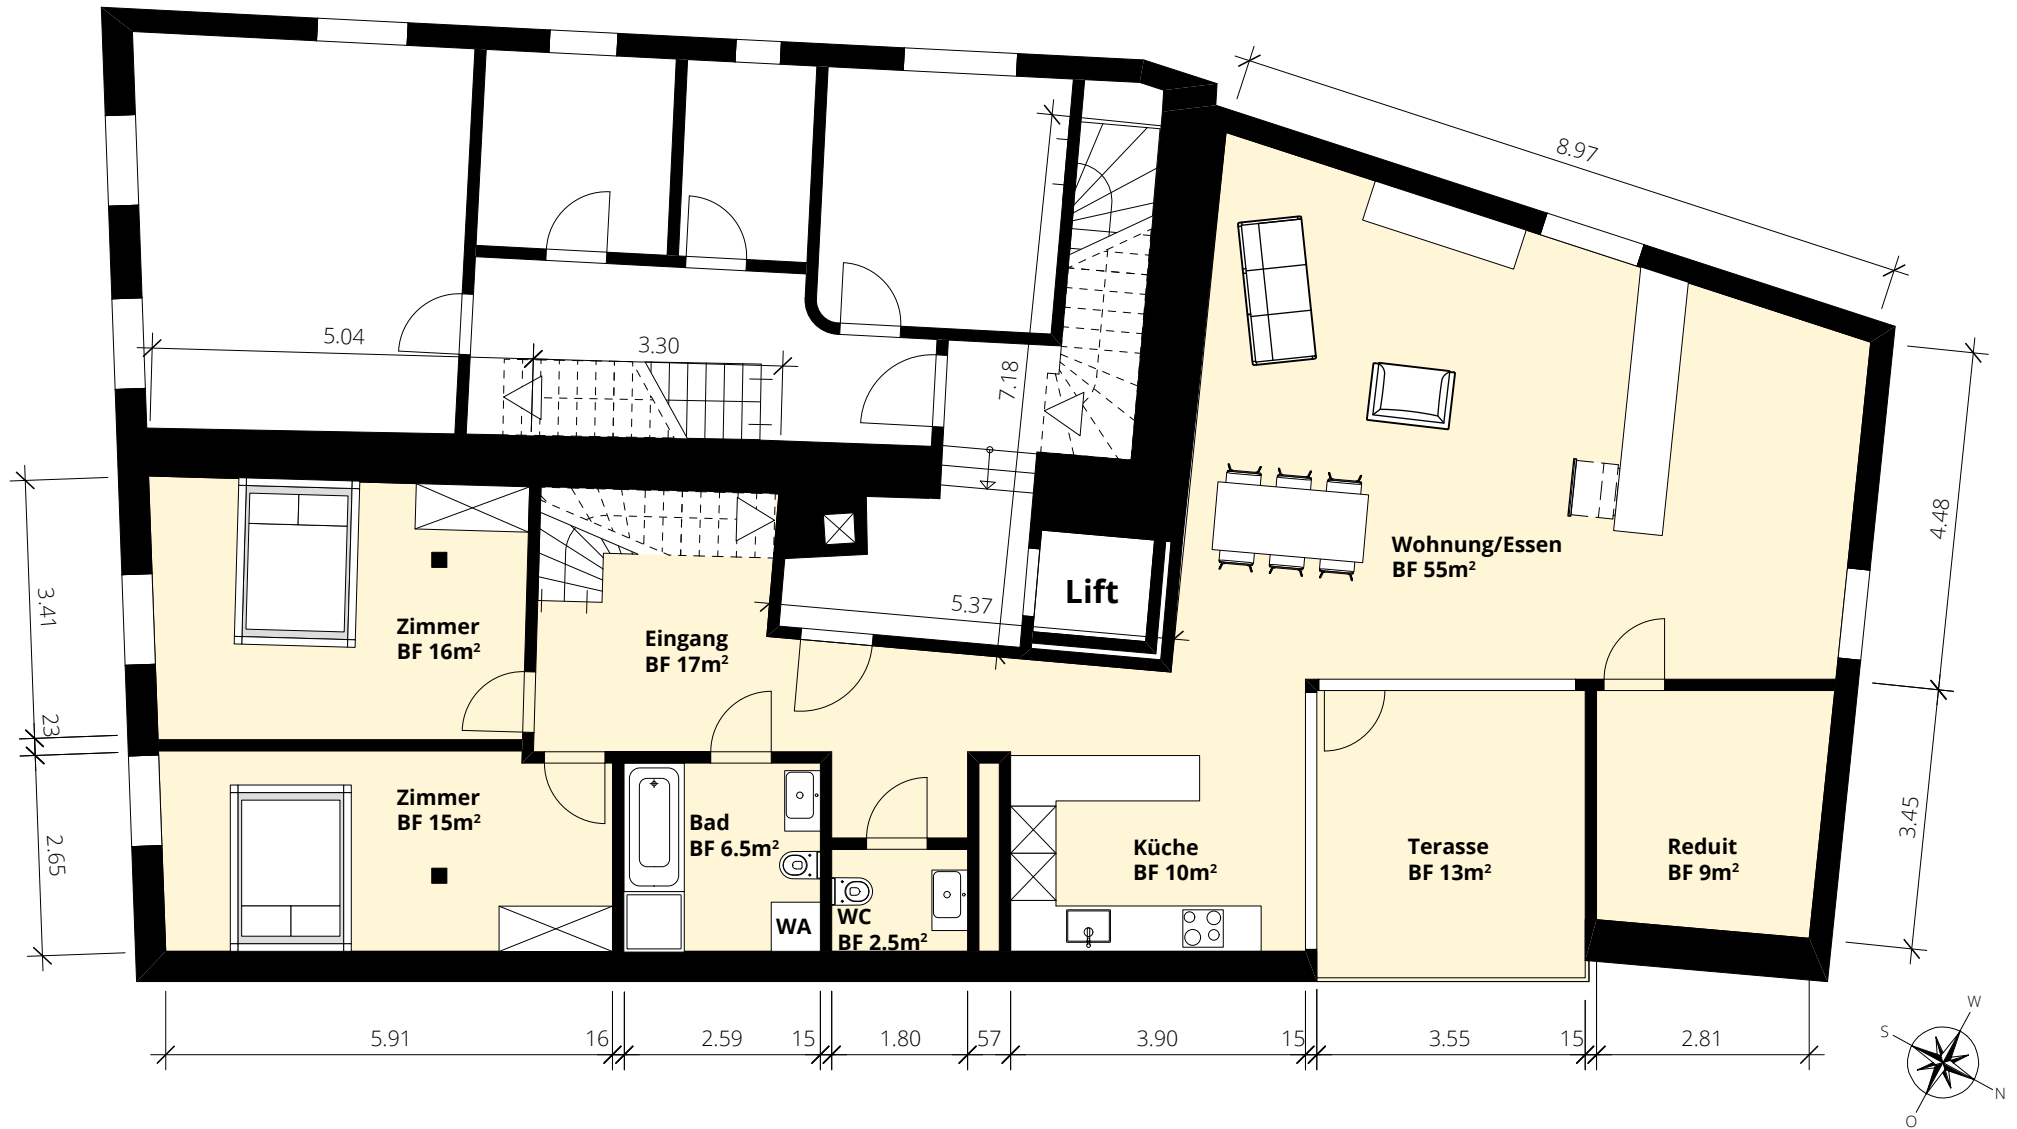 8.97
5.04
3.30
7.18
4.48
Wohnung/Essen
BF 55m²
Lift
5.37
3.41
Zimmer
BF 16m²
Eingang
BF 17m²
23
Zimmer
BF 15m²
2.65
Bad
BF 6.5m²
WA
WC
BF 2.5m²
Küche
BF 10m²
Terasse
BF 13m²
Reduit
BF 9m²
3.45
5.91
16
2.59
15
1.80
57
3.90
15
3.55
15
2.81
W
S
N
O